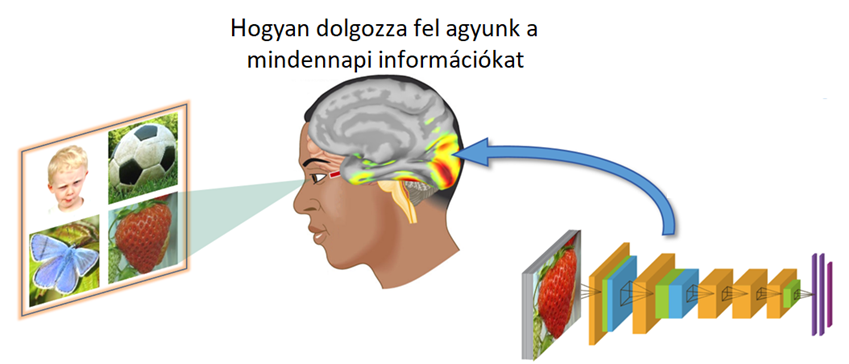 Hogyan dolgozza fel agyunk a
mindennapi információkat